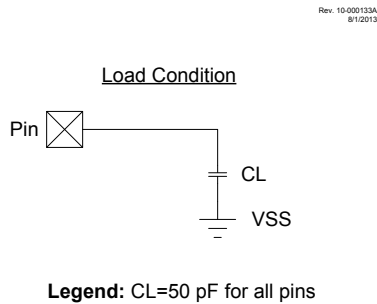 Rev. 10-000133A
8/1/2013
Load Condition
Pin
CL
VSS
Legend: CL=50 pF for all pins